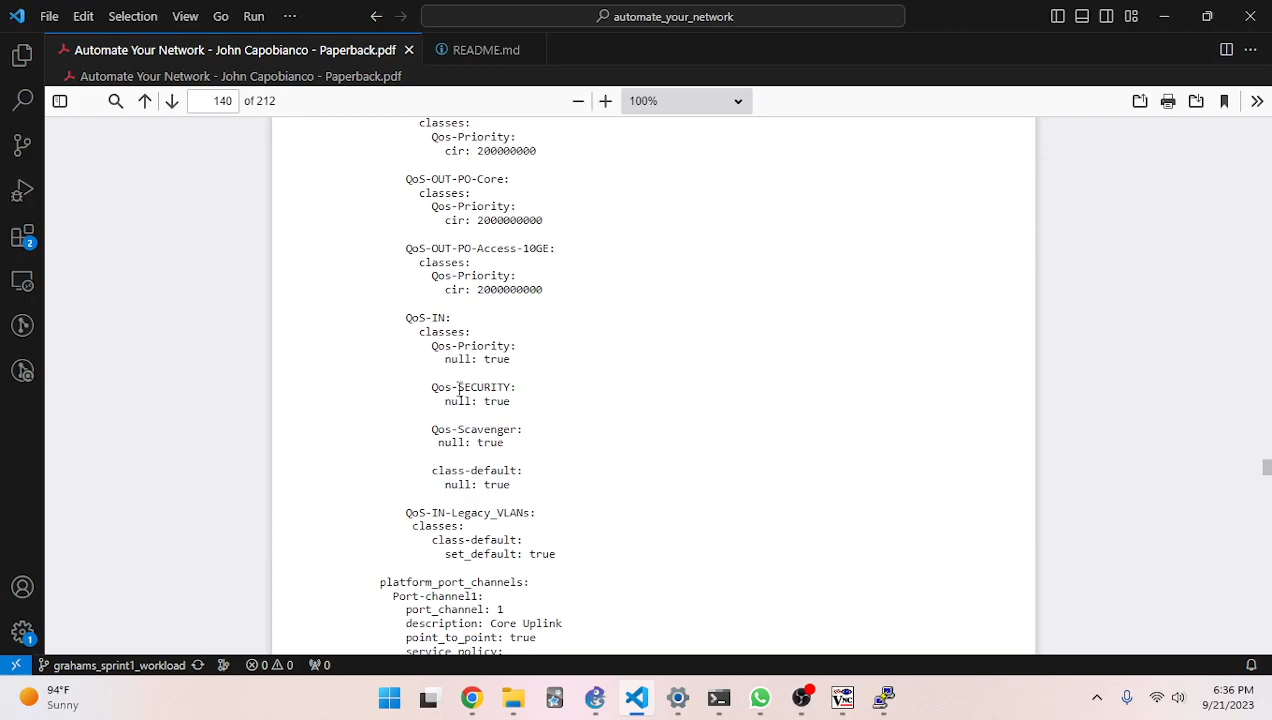 File Edit Selection View Go Run ··· automate_your_network
Automate Your Network - John Capobianco - Paperback.pdf README.md
Automate Your Network - John Capobianco - Paperback.pdf
140 of 212 100%
classes:
Qos-Priority:
cir: 200000000
QoS-OUT-PO-Core:
classes:
Qos-Priority:
cir: 2000000000
QoS-OUT-PO-Access-10GE:
classes:
Qos-Priority:
cir: 2000000000
QoS-IN:
classes:
Qos-Priority:
null: true
Qos-SECURITY:
null: true
Qos-Scavenger:
null: true
class-default:
null: true
QoS-IN-Legacy_VLANs:
classes:
class-default:
set_default: true
platform_port_channels:
Port-channel1:
port_channel: 1
description: Core Uplink
point_to_point: true
service_policy:
2
1
grahams_sprint1_workload 0 0 0
94°F
Sunny
VNC
6:36 PM
9/21/2023